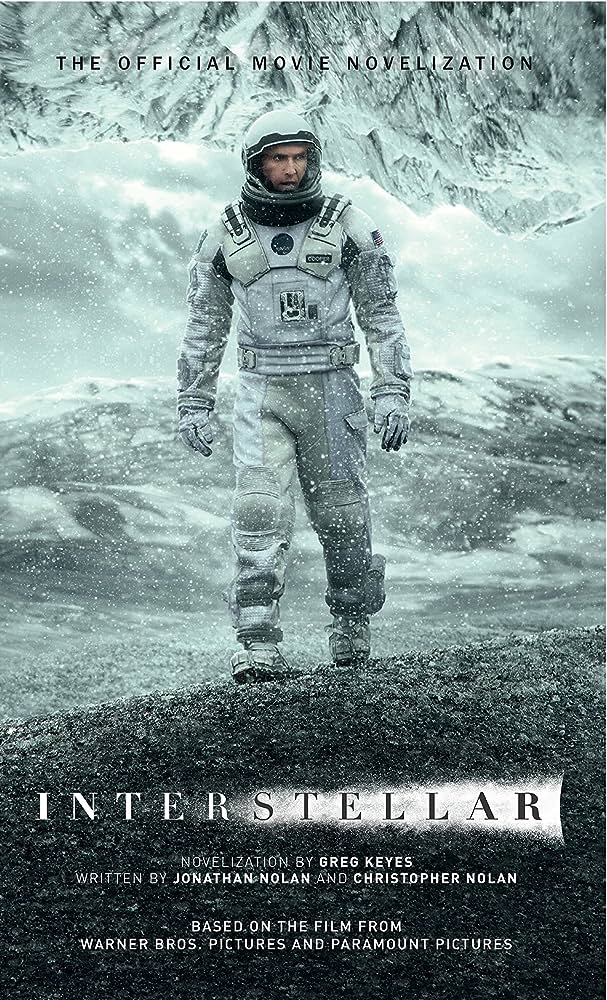 THE OFFICIAL MOVIE NOVELIZATION
COOPER
INTERSTELLAR
NOVELIZATION BY GREG KEYES
WRITTEN BY JONATHAN NOLAN AND CHRISTOPHER NOLAN
BASED ON THE FILM FROM
WARNER BROS. PICTURES AND PARAMOUNT PICTURES